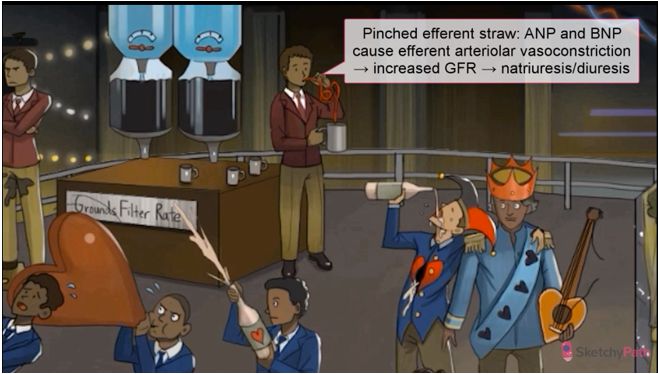 Pinched efferent straw: ANP and BNP
cause efferent arteriolar vasoconstriction
→ increased GFR → natriuresis/diuresis
Grounds Filter Rate
SketchyPath